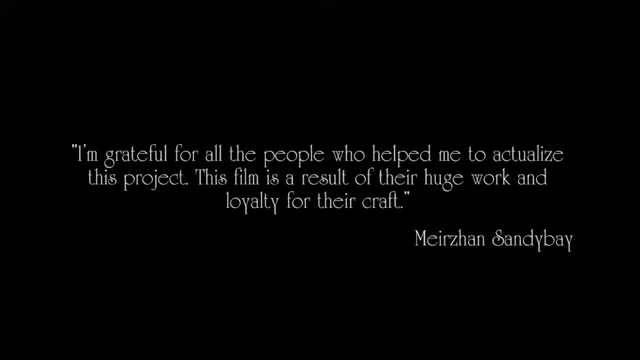 "I'm grateful for all the people who helped me to actualize
this project. This film is a result of their huge work and
loyalty for their craft."
Meirzhan Sandybay